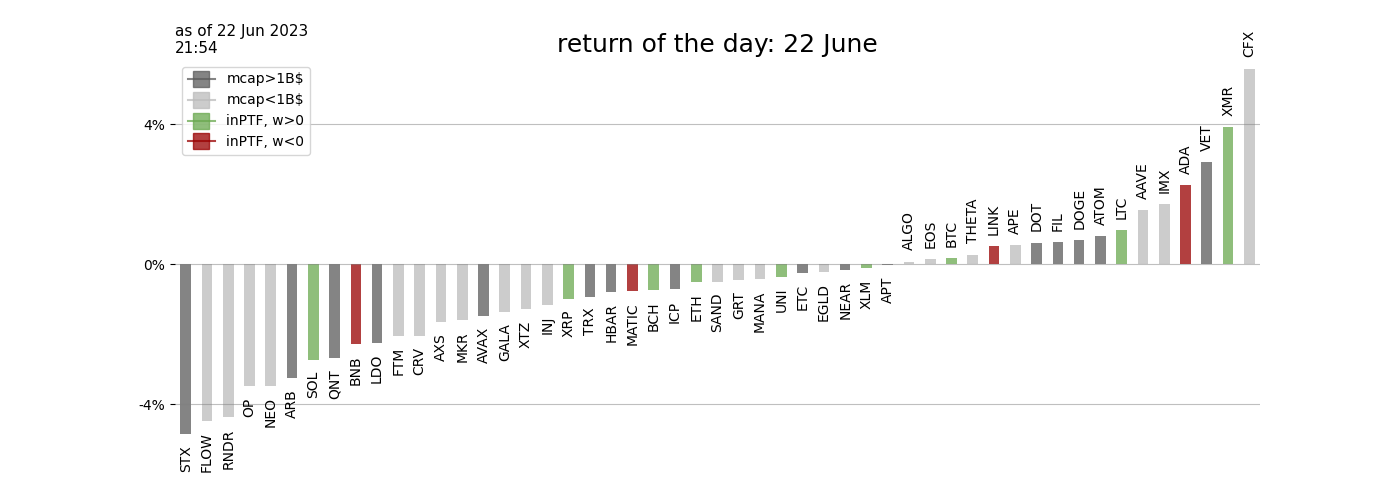 as of 22 Jun 2023
21:54
return of the day: 22 June
mcap>1B$
mcap<1B$
inPTF, w>0
inPTF, w<0
4%
0%
-4%
STX
FLOW
RNDR
OP
NEO
ARB
SOL
QNT
BNB
LDO
FTM
CRV
AXS
MKR
AVAX
GALA
XTZ
INJ
XRP
TRX
HBAR
MATIC
BCH
ICP
ETH
SAND
GRT
MANA
UNI
ETC
EGLD
NEAR
XLM
APT
ALGO
EOS
BTC
THETA
LINK
APE
DOT
FIL
DOGE
ATOM
LTC
AAVE
IMX
ADA
VET
XMR
CFX